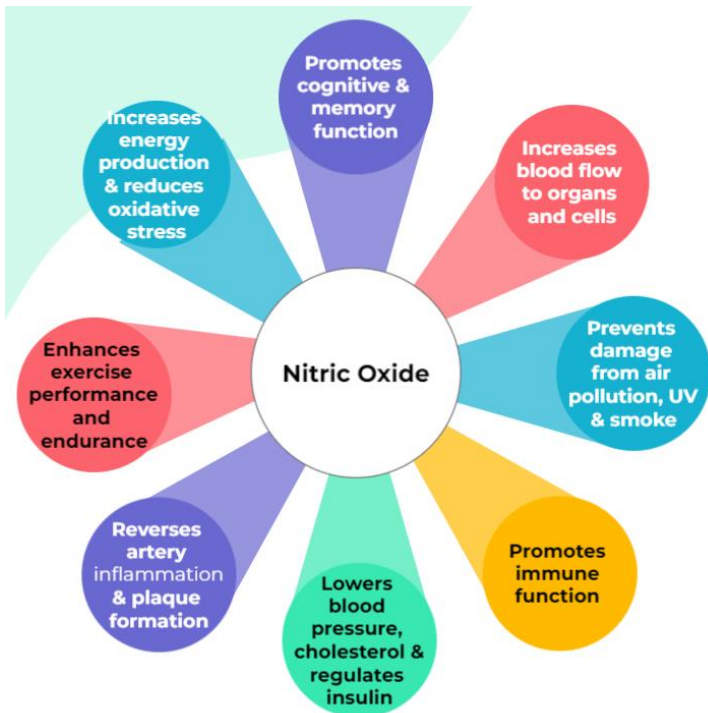 Promotes
cognitive &
memory
function
Increases
blood flow
to organs
and cells
Prevents
damage
from air
pollution, UV
& smoke
Promotes
immune
function
Lowers
blood
pressure,
cholesterol &
regulates
insulin
Reverses
artery
inflammation
& plaque
formation
Enhances
exercise
performance
and
endurance
Increases
energy
production
& reduces
oxidative
stress
Nitric Oxide